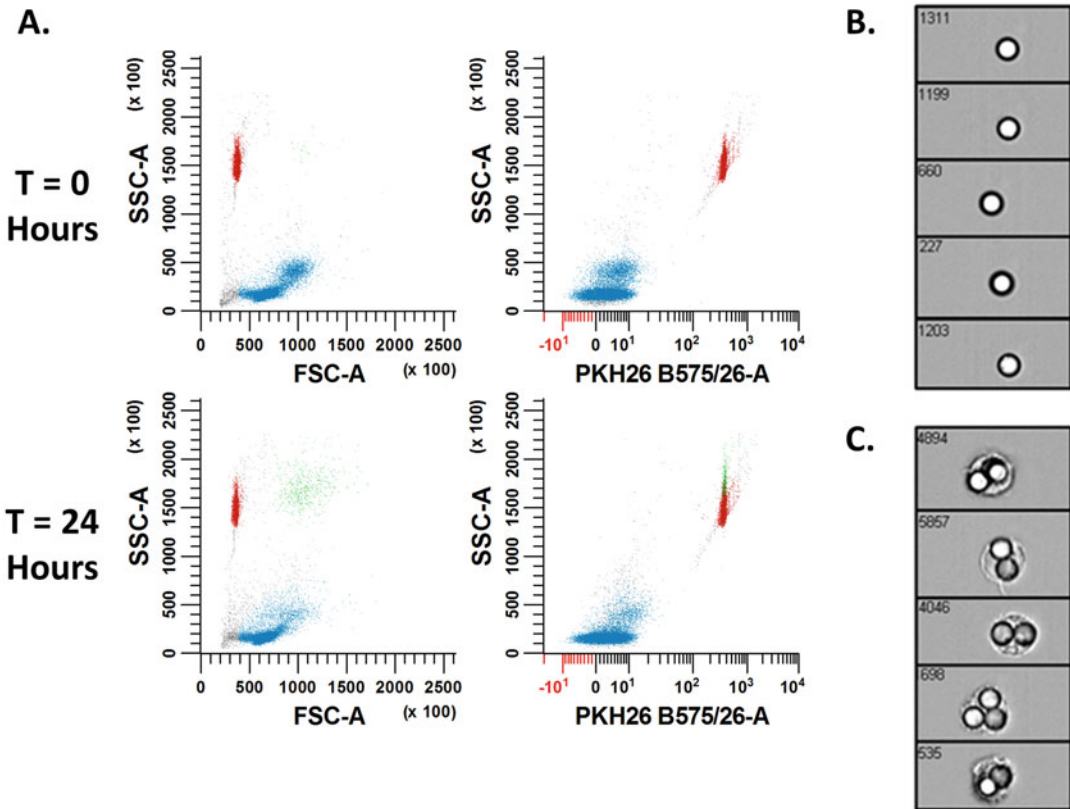 A.
T = 0
Hours
SSC-A
(x 100)
2500
2000
1500
1000
500
0
0 500 1000 1500 2000 2500
FSC-A (x 100)
SSC-A
(x 100)
2500
2000
1500
1000
500
0
-10¹ 0 10¹ 10² 10³ 10⁴
PKH26 B575/26-A
T = 24
Hours
SSC-A
(x 100)
2500
2000
1500
1000
500
0
0 500 1000 1500 2000 2500
FSC-A (x 100)
SSC-A
(x 100)
2500
2000
1500
1000
500
0
-10¹ 0 10¹ 10² 10³ 10⁴
PKH26 B575/26-A
B.
1311
1199
660
227
1203
C.
4894
5857
4046
698
535